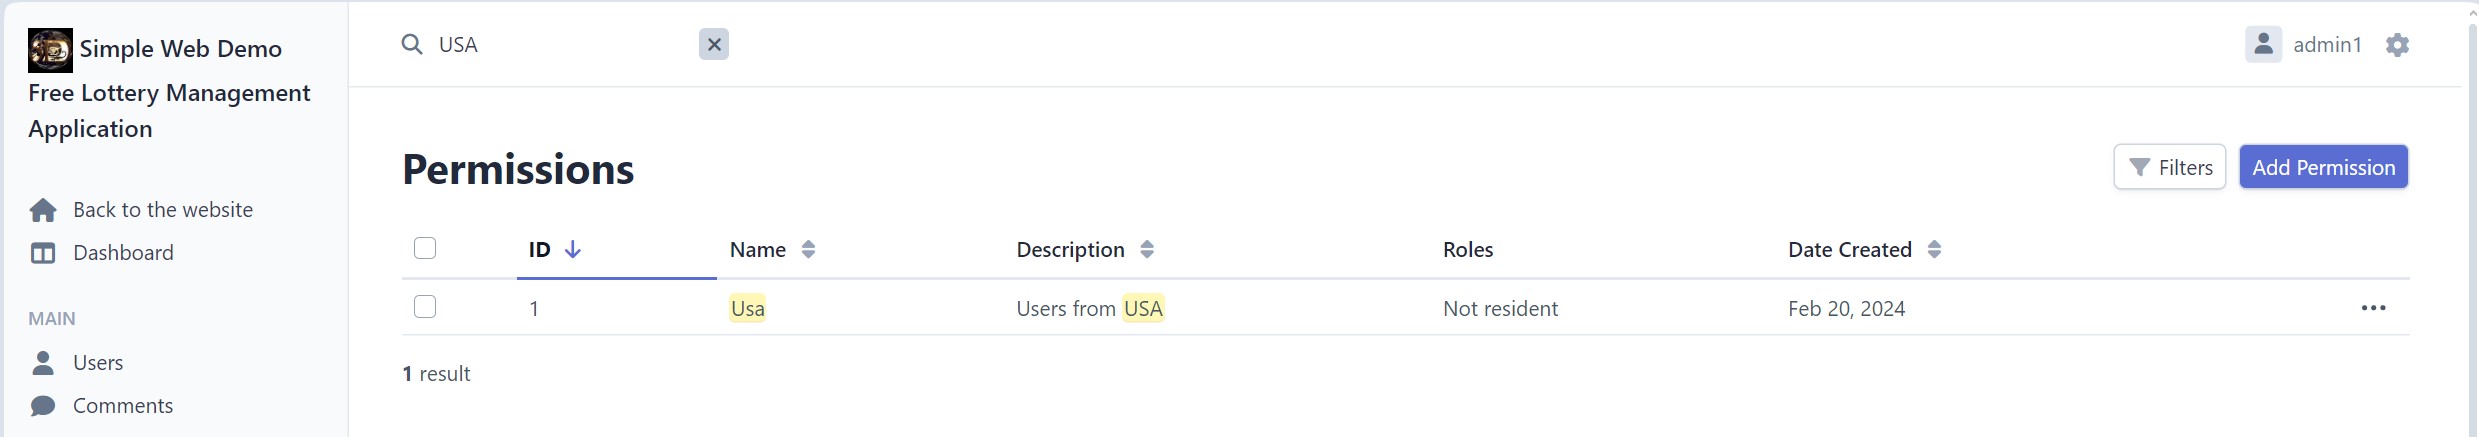 Simple Web Demo
Free Lottery Management
Application
Back to the website
Dashboard
MAIN
Users
Comments
USA
admin1
Permissions
Filters
Add Permission
ID Name Description Roles Date Created
1 Usa Users from USA Not resident Feb 20, 2024
1 result